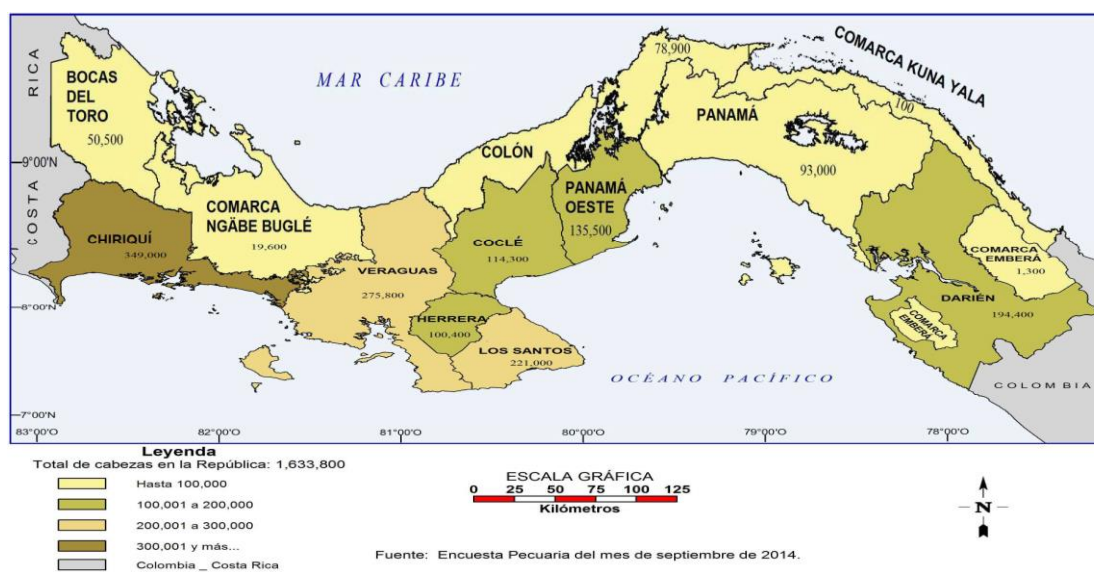 COSTA RICA
BOCAS
DEL
TORO
50,500
MAR CARIBE
78,900
COMARCA KUNA YALA
100
PANAMÁ
93,000
COLÓN
9°00'N
PANAMÁ
OESTE
135,500
COMARCA
NGÄBE BUGLÉ
19,600
CHIRIQUÍ
349,000
COCLÉ
114,300
VERAGUAS
275,800
COMARCA
EMBERÁ
1,300
DARIÉN
194,400
COMARCA
EMBERÁ
8°00'N
HERRERA
100,400
LOS SANTOS
221,000
OCÉANO PACÍFICO
COLOMBIA
7°00'N
83°00'O
82°00'O
81°00'O
80°00'O
79°00'O
78°00'O
Leyenda
Total de cabezas en la República: 1,633,800
Hasta 100,000
100,001 a 200,000
200,001 a 300,000
300,001 y más...
Colombia _ Costa Rica
ESCALA GRÁFICA
0 25 50 75 100 125
Kilómetros
N
Fuente: Encuesta Pecuaria del mes de septiembre de 2014.